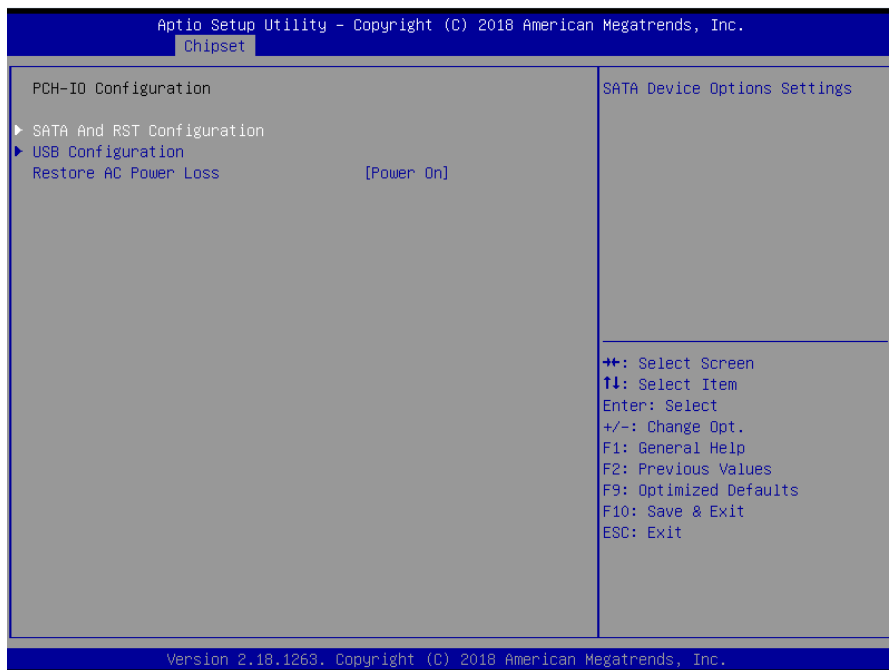 Aptio Setup Utility – Copyright (C) 2018 American Megatrends, Inc.
Chipset
PCH-IO Configuration
SATA And RST Configuration
USB Configuration
Restore AC Power Loss [Power On]
SATA Device Options Settings
→←: Select Screen
↑↓: Select Item
Enter: Select
+/-: Change Opt.
F1: General Help
F2: Previous Values
F9: Optimized Defaults
F10: Save & Exit
ESC: Exit
Version 2.18.1263. Copyright (C) 2018 American Megatrends, Inc.